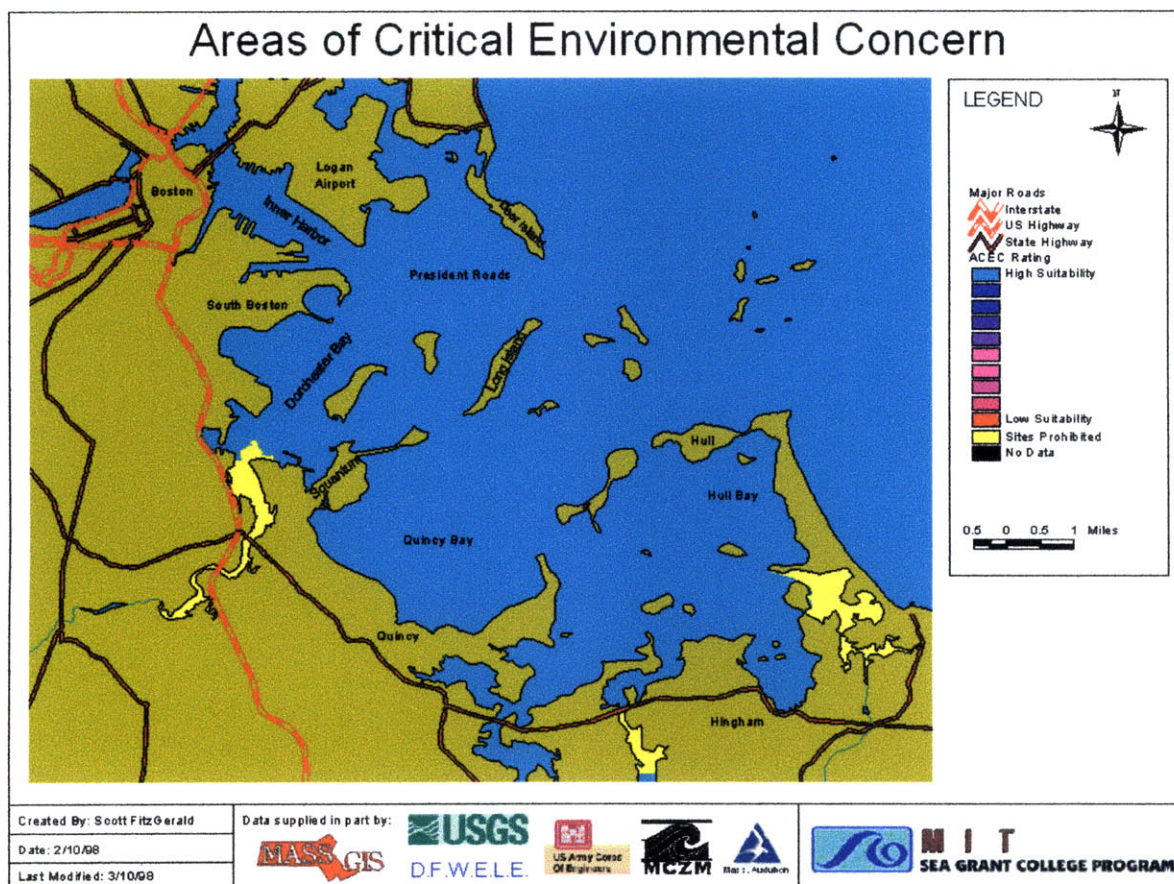 Areas of Critical Environmental Concern
LEGEND
N
Major Roads
Interstate
US Highway
State Highway
ACEC Rating
High Suitability
Low Suitability
Sites Prohibited
No Data
0.5 0 0.5 1 Miles
Boston
Logan
Airport
Inner Harbor
Deer Island
President Roads
South Boston
Dorchester Bay
Long Island
Squantum
Hull
Hull Bay
Quincy Bay
Quincy
Hingham
Created By: Scott FitzGerald
Date: 2/10/98
Last Modified: 3/10/98
Data supplied in part by:
MASS GIS
USGS
D.F.W.E.L.E.
US Army Corps
Of Engineers
MCZM
Mass. Audubon
MIT
SEA GRANT COLLEGE PROGRAM